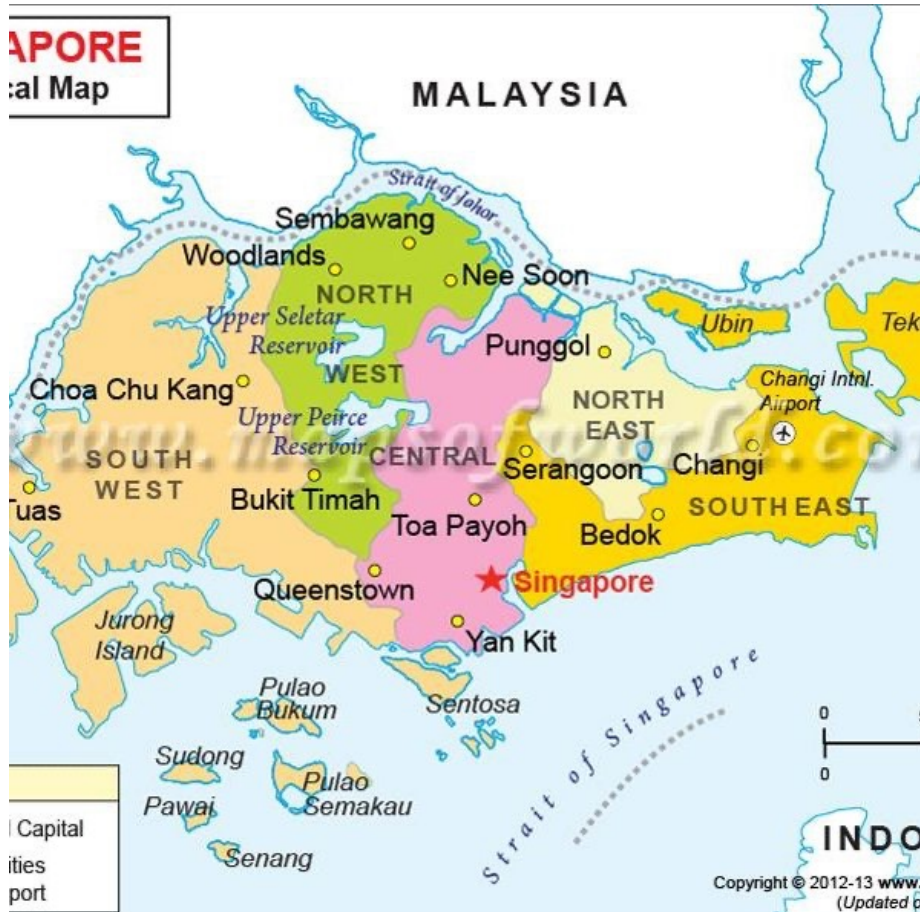 APORE
cal Map
MALAYSIA
Strait of Johor
Sembawang
Woodlands
Nee Soon
NORTH
WEST
Upper Seletar
Reservoir
Ubin
Tek
Punggol
Choa Chu Kang
Changi Intnl.
Airport
NORTH
EAST
Upper Peirce
Reservoir
www.mapsofworld.co
SOUTH
WEST
CENTRAL
Serangoon
Changi
Tuas
Bukit Timah
Toa Payoh
Bedok
SOUTH EAST
Queenstown
Singapore
Jurong
Island
Yan Kit
Pulao
Bukum
Sentosa
Strait of Singapore
Sudong
Pulao
Semakau
Pawai
Senang
0
0
l Capital
ities
port
INDO
Copyright © 2012-13 www.
(Updated o